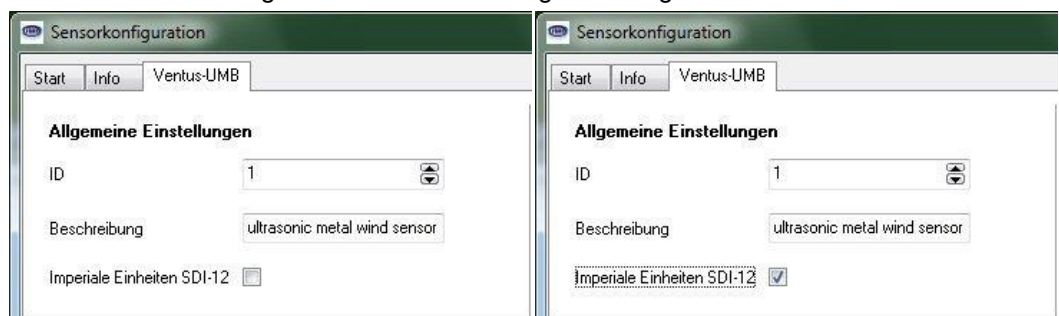 Sensorkonfiguration
Start Info Ventus-UMB
Allgemeine Einstellungen
ID 1
Beschreibung ultrasonic metal wind sensor
Imperiale Einheiten SDI-12
Sensorkonfiguration
Start Info Ventus-UMB
Allgemeine Einstellungen
ID 1
Beschreibung ultrasonic metal wind sensor
Imperiale Einheiten SDI-12